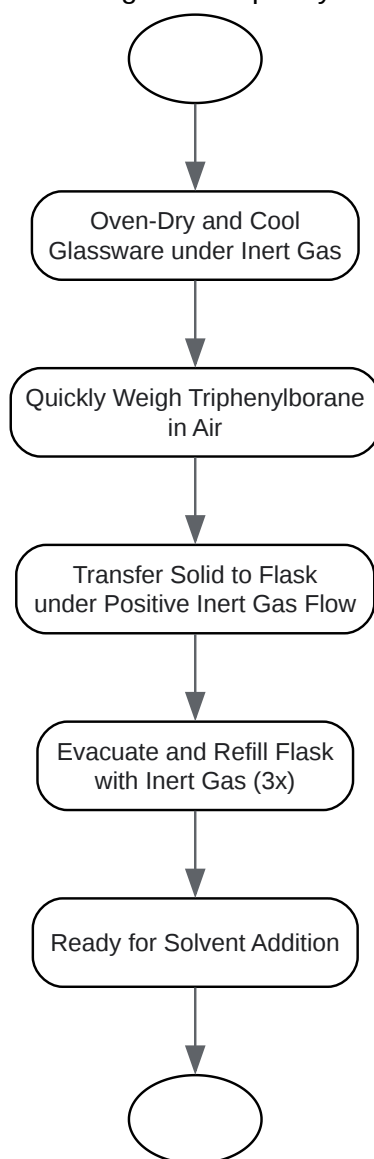 Oven-Dry and Cool
Glassware under Inert Gas
Quickly Weigh Triphenylborane
in Air
Transfer Solid to Flask
under Positive Inert Gas Flow
Evacuate and Refill Flask
with Inert Gas (3x)
Ready for Solvent Addition